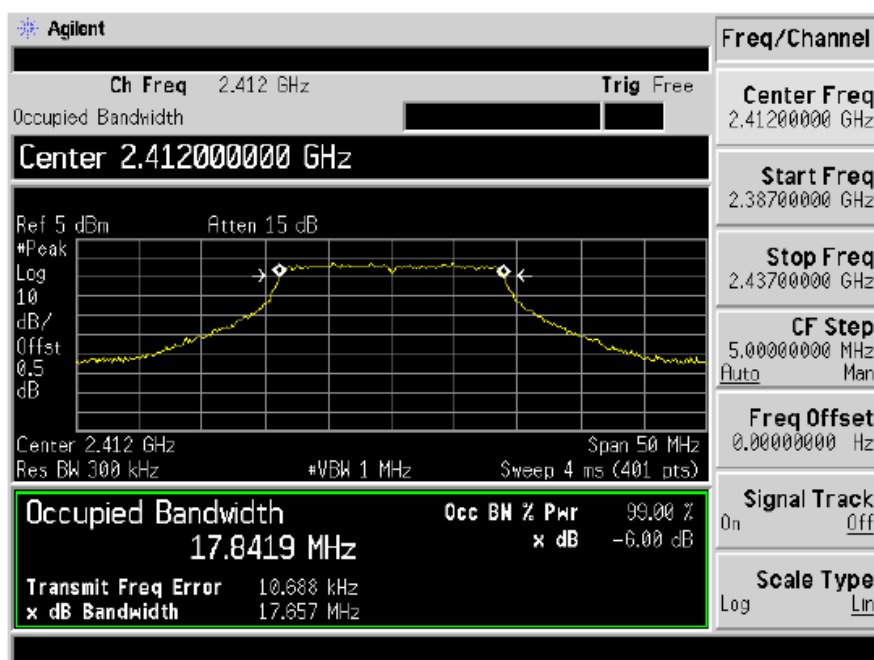 Agilent
Freq/Channel
Ch Freq 2.412 GHz Trig Free
Occupied Bandwidth
Center 2.412000000 GHz
Center Freq
2.41200000 GHz
Start Freq
2.38700000 GHz
Stop Freq
2.43700000 GHz
CF Step
5.00000000 MHz
Auto Man
Freq Offset
0.00000000 Hz
Signal Track
On Off
Scale Type
Log Lin
Ref 5 dBm Atten 15 dB
#Peak
Log
10
dB/
Offst
0.5
dB
Center 2.412 GHz Span 50 MHz
Res BW 300 kHz #VBW 1 MHz Sweep 4 ms (401 pts)
Occupied Bandwidth Occ BW % Pwr 99.00 %
17.8419 MHz x dB -6.00 dB
Transmit Freq Error 10.688 kHz
x dB Bandwidth 17.657 MHz